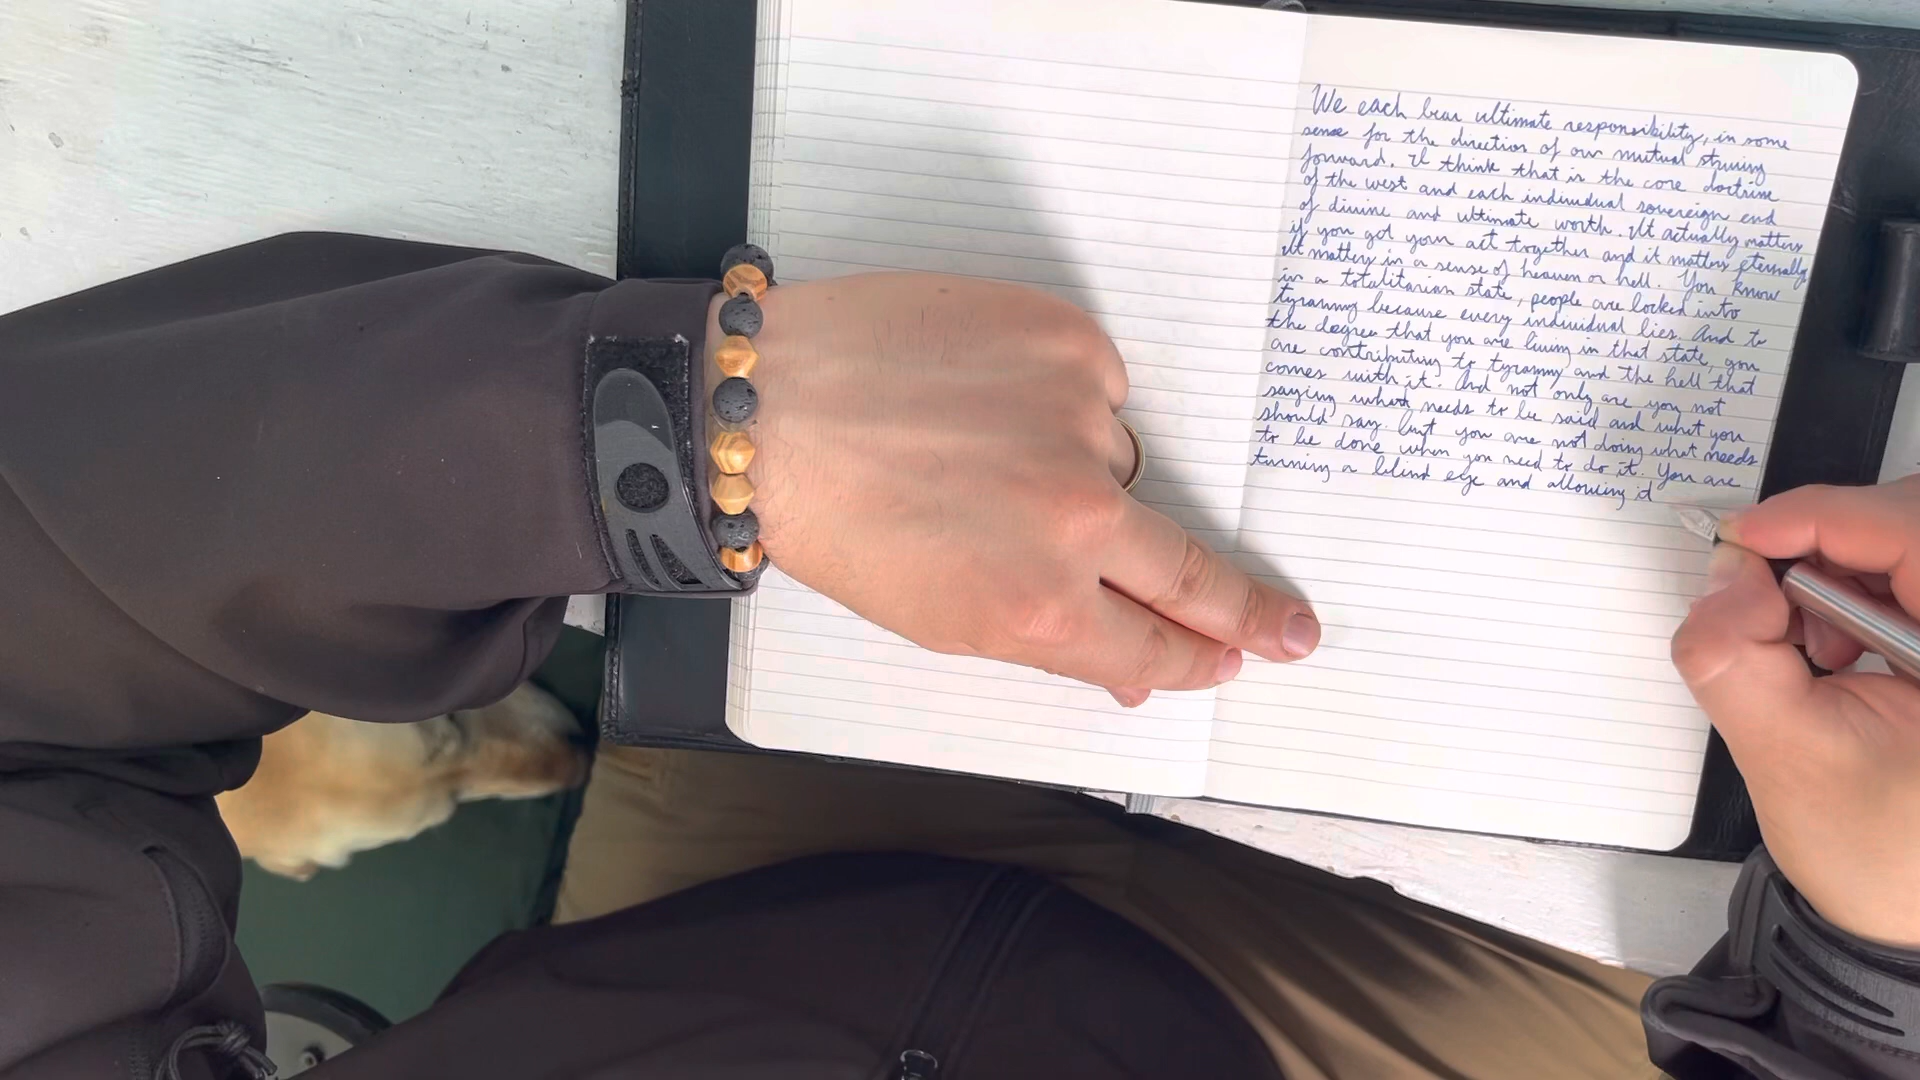 We each bear ultimate responsibility, in some
sense for the direction of our mutual striving
forward. I think that is the core doctrine
of the west and each individual sovereign end
of divine and ultimate worth. It actually matters
if you got your act together and it matters eternally
It matters in a sense of heaven or hell. You know
in a totalitarian state, people are locked into
tyranny because every individual lies. And to
the degree that you are living in that state, you
are contributing to tyranny and the hell that
comes with it. And not only are you not
saying what needs to be said and what you
should say. but you are not doing what needs
to be done when you need to do it. You are
turning a blind eye and allowing it